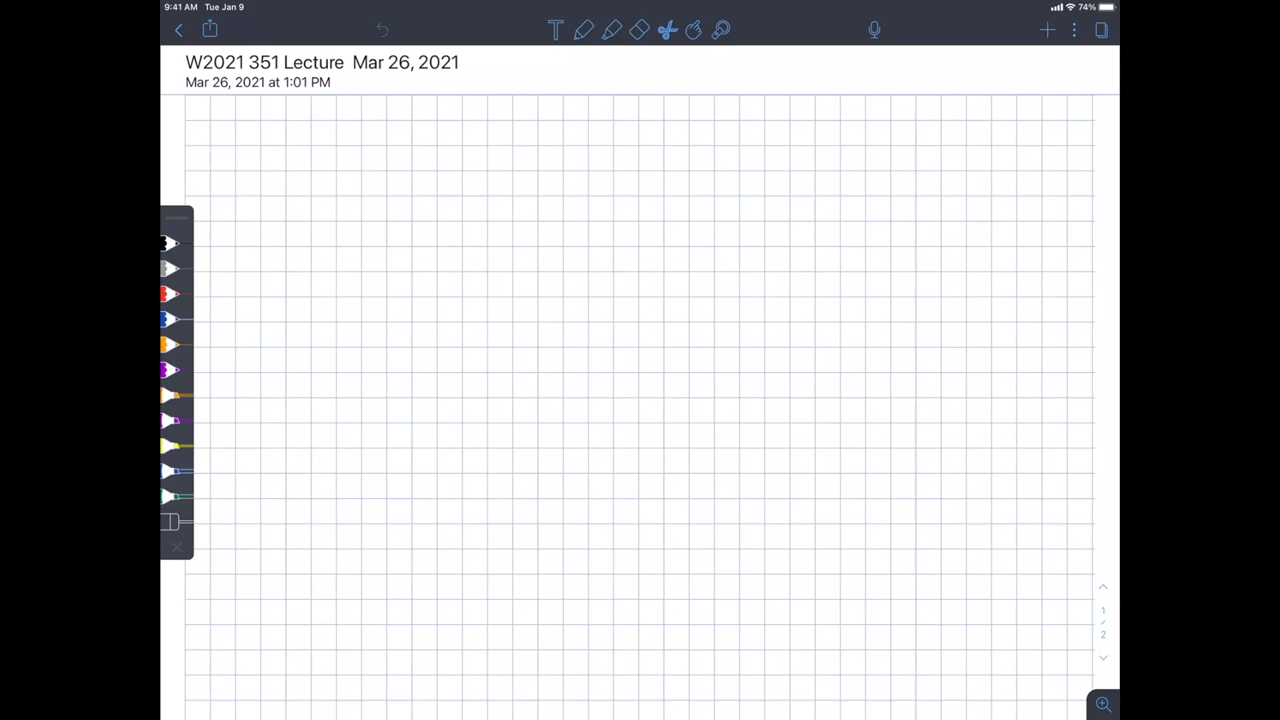 9:41 AM Tue Jan 9
74%
T
W2021 351 Lecture Mar 26, 2021
Mar 26, 2021 at 1:01 PM
1
/
2